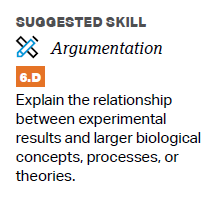 SUGGESTED SKILL
Argumentation
6.D
Explain the relationship
between experimental
results and larger biological
concepts, processes, or
theories.